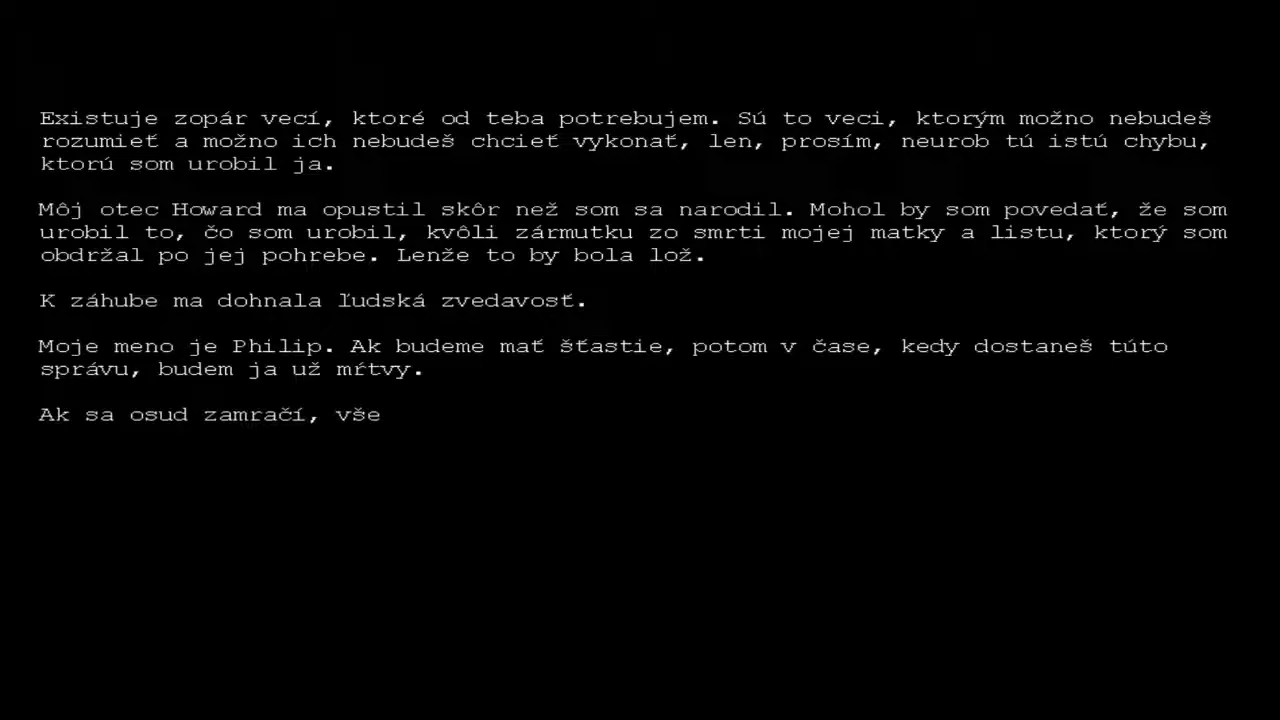 Existuje zopár vecí, ktoré od teba potrebujem. Sú to veci, ktorým možno nebudeš
rozumieť a možno ich nebudeš chcieť vykonať, len, prosím, neurob tú istú chybu,
ktorú som urobil ja.
Môj otec Howard ma opustil skôr než som sa narodil. Mohol by som povedať, že som
urobil to, čo som urobil, kvôli zármutku zo smrti mojej matky a listu, ktorý som
obdržal po jej pohrebe. Lenže to by bola lož.
K záhube ma dohnala ľudská zvedavosť.
Moje meno je Philip. Ak budeme mať šťastie, potom v čase, kedy dostaneš túto
správu, budem ja už mŕtvy.
Ak sa osud zamračí, vše